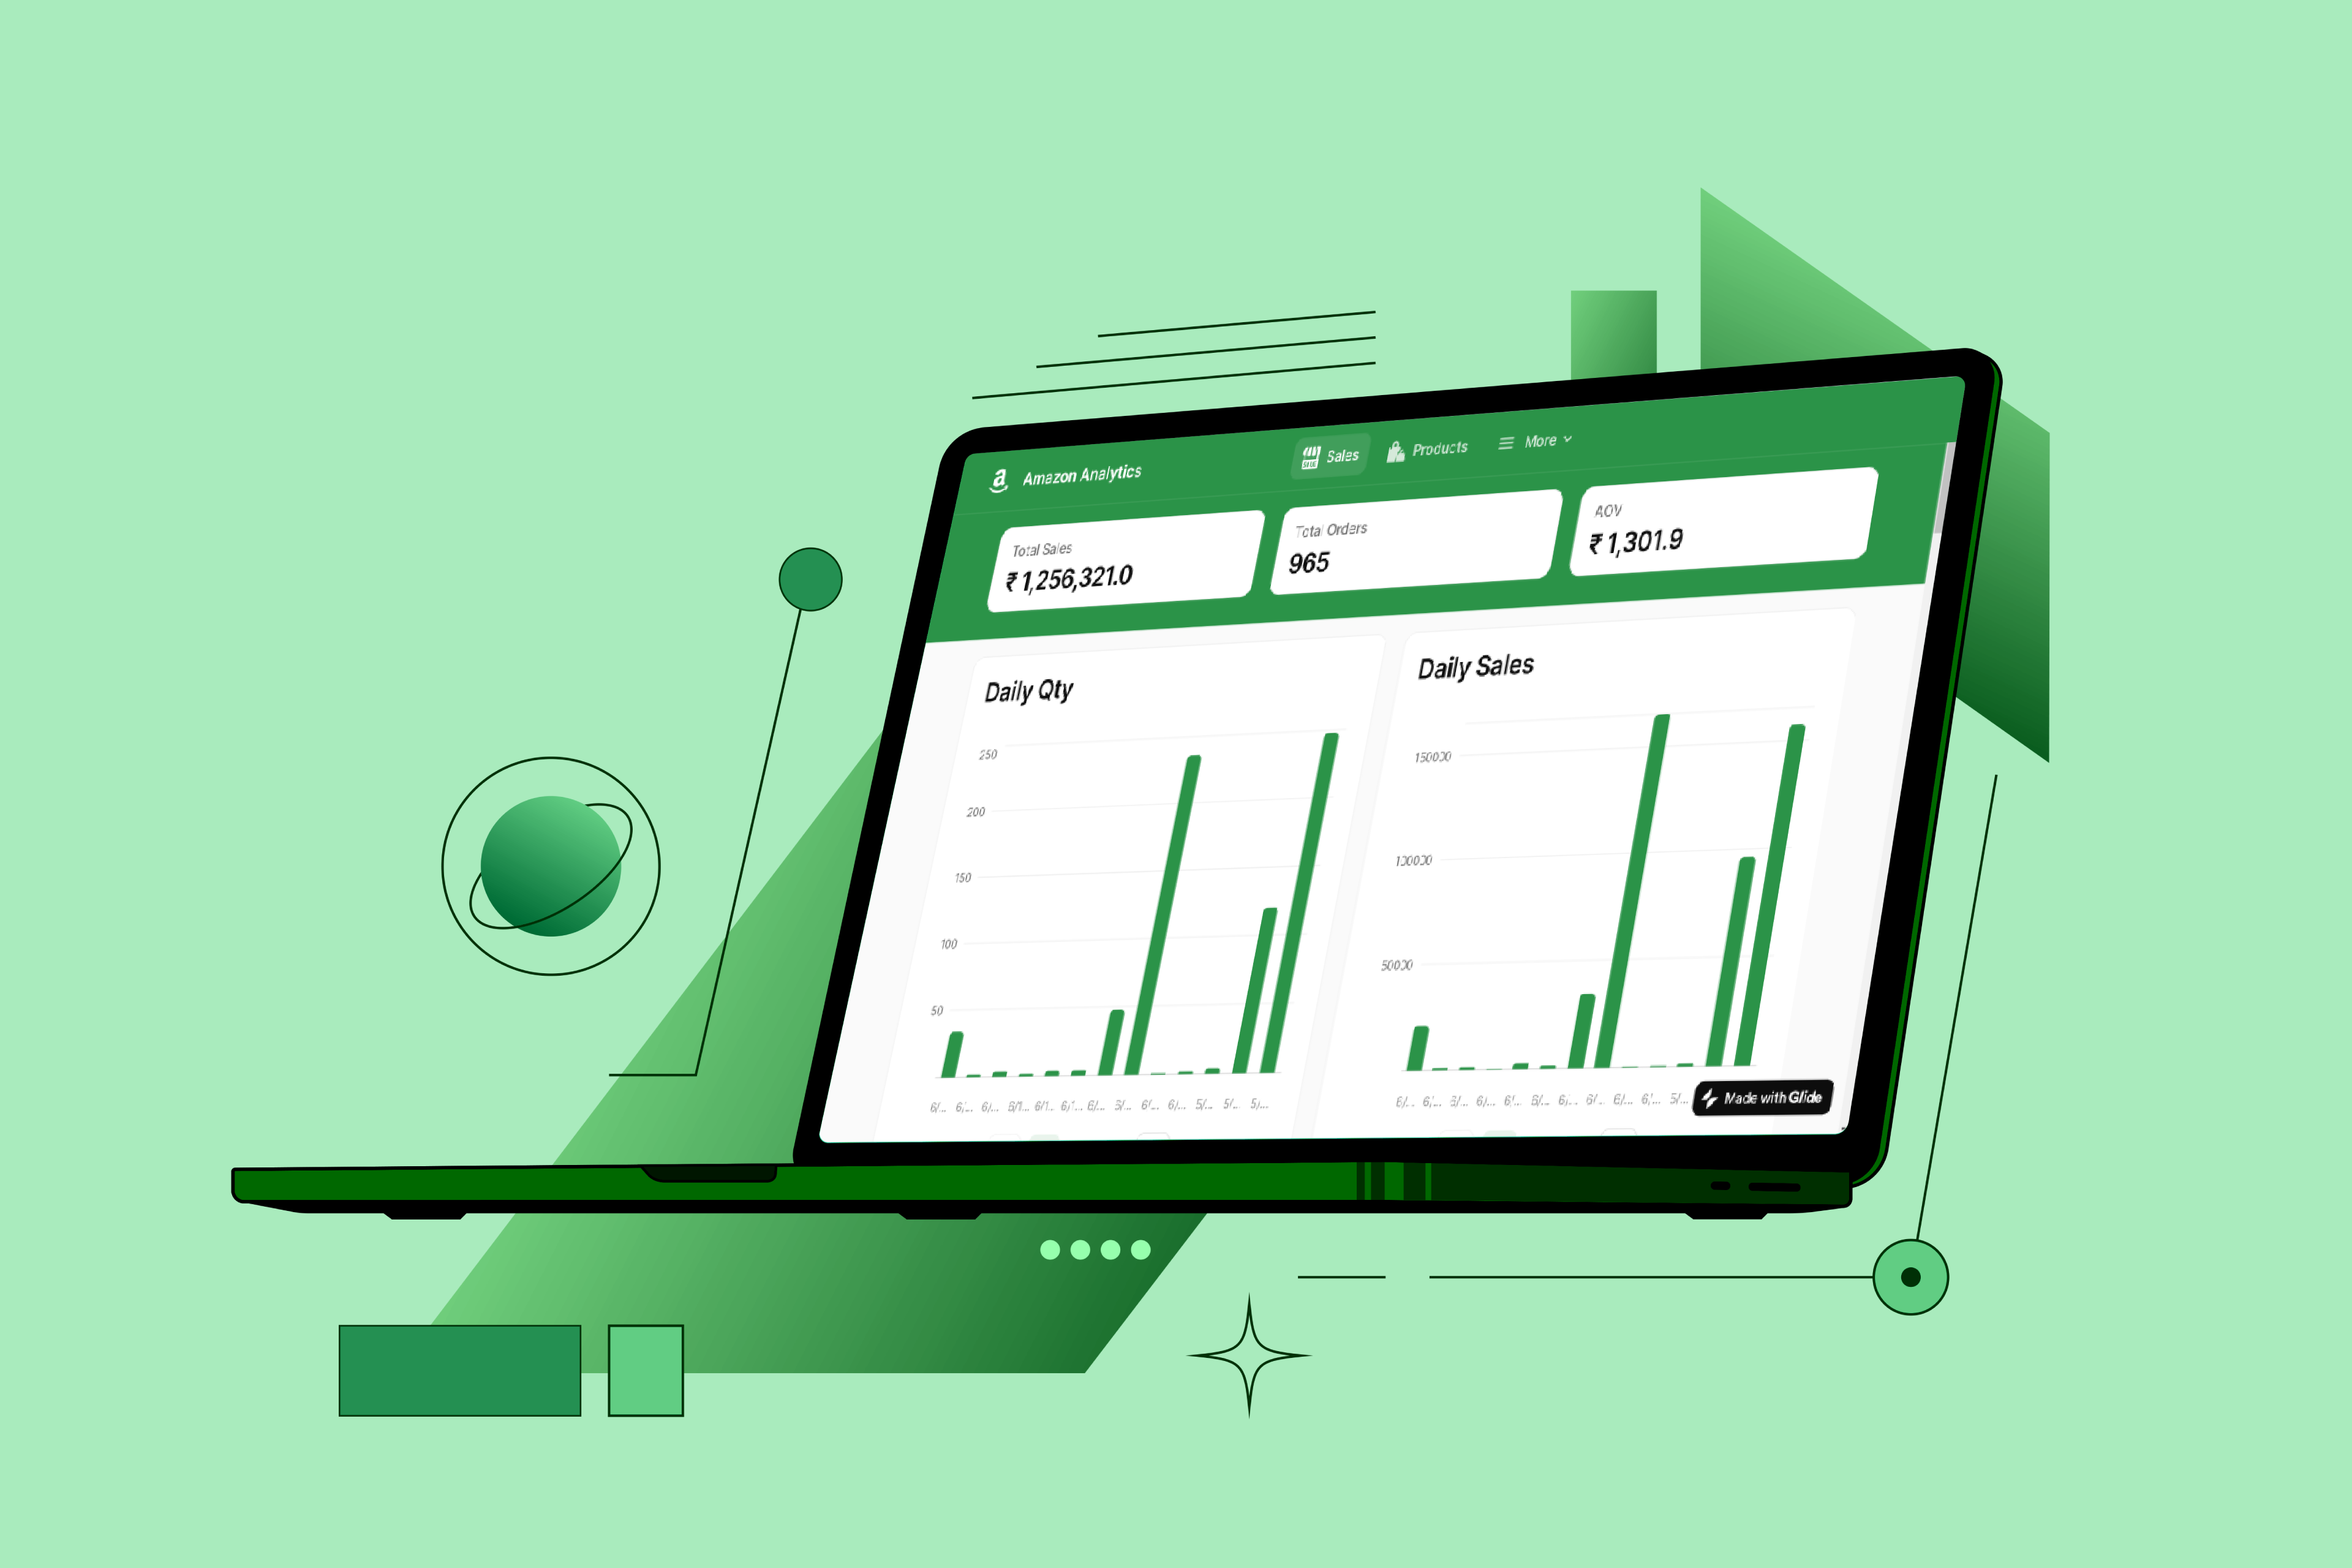 a Amazon Analytics
Sales
Products
More
Total Sales
₹ 1,256,321.0
Total Orders
965
AOV
₹ 1,301.9
Daily Qty
250
200
150
100
50
6/... 6/... 6/... 6/1... 6/1... 6/1... 6/... 6/... 6/... 6/... 5/... 5/... 5/...
Daily Sales
150000
100000
50000
6/... 6/... 6/... 6/... 6/... 6/... 6/... 6/... 6/... 6/... 5/...
Made with Glide